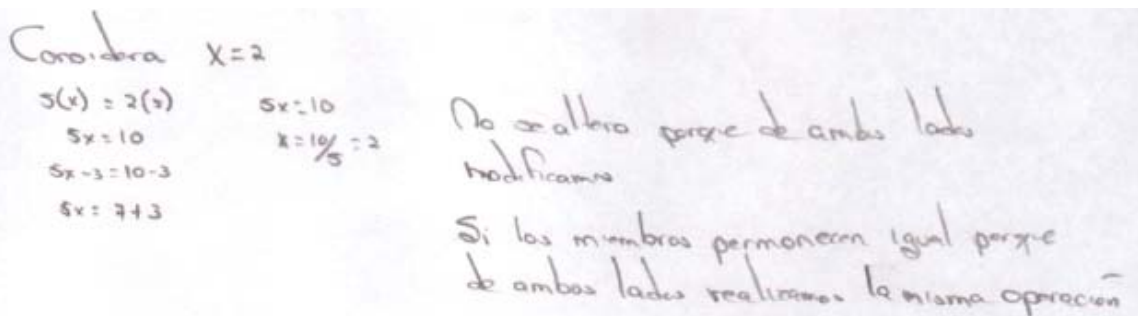 Considera x=2
5(x) = 2(5)
5x=10
5x-3=10-3
5x= 7+3
5x=10
x=10/5 = 2
No se altera porque de ambos lados
modificamos
Si los miembros permanecen igual porque
de ambos lados realizamos la misma operación